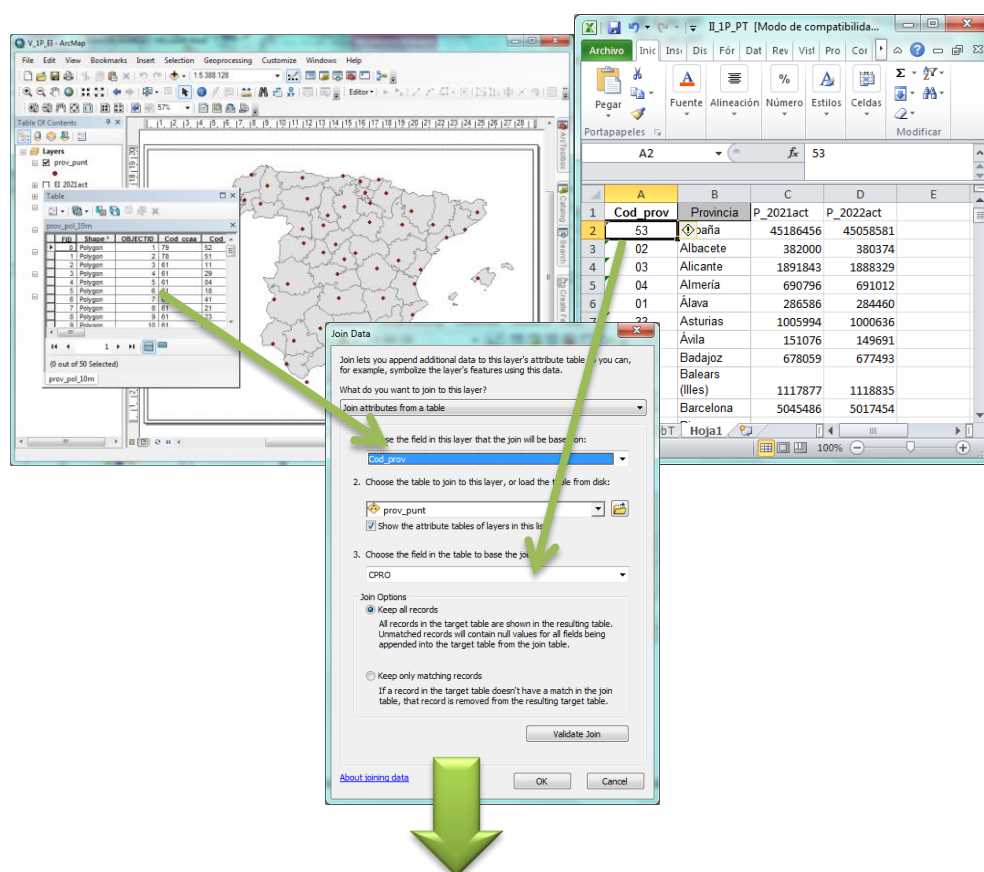 V_1P_EI - ArcMap
File Edit View Bookmarks Insert Selection Geoprocessing Customize Windows Help
1:5.388.128
Editor
57%
Table Of Contents
Layers
prov_punt
EI 2021act
Table
prov_pol_10m
FID Shape * OBJECTID Cod_ccaa Cod_
0 Polygon 1 79 52
1 Polygon 2 78 51
2 Polygon 3 61 11
3 Polygon 4 61 29
4 Polygon 5 61 04
5 Polygon 6 18
6 Polygon 7 41
7 Polygon 8 61 21
8 Polygon 9 61 23
9 Polygon 10 61
1
(0 out of 50 Selected)
prov_pol_10m
ArcToolbox
Catalog
Search
Create Fea
II_1P_PT [Modo de compatibilida...
Archivo Inic Ins Dis Fór Dat Rev Vist Pro Cor
Pegar Fuente Alineación Número Estilos Celdas
Portapapeles Modificar
A2 fx 53
A B C D E
1 Cod_prov Provincia P_2021act P_2022act
2 53 paña 45186456 45058581
3 02 Albacete 382000 380374
4 03 Alicante 1891843 1888329
5 04 Almería 690796 691012
6 01 Álava 286586 284460
7 33 Asturias 1005994 1000636
Ávila 151076 149691
Badajoz 678059 677493
Balears
(Illes) 1117877 1118835
Barcelona 5045486 5017454
bT Hoja1
100%
Join Data
Join lets you append additional data to this layer's attribute table you can,
for example, symbolize the layer's features using this data.
What do you want to join to this layer?
Join attributes from a table
se the field in this layer that the join will be based on:
Cod_prov
2. Choose the table to join to this layer, or load the table from disk:
prov_punt
Show the attribute tables of layers in this list
3. Choose the field in the table to base the joi
CPRO
Join Options
Keep all records
All records in the target table are shown in the resulting table.
Unmatched records will contain null values for all fields being
appended into the target table from the join table.
Keep only matching records
If a record in the target table doesn't have a match in the join
table, that record is removed from the resulting target table.
Validate Join
About joining data
OK Cancel